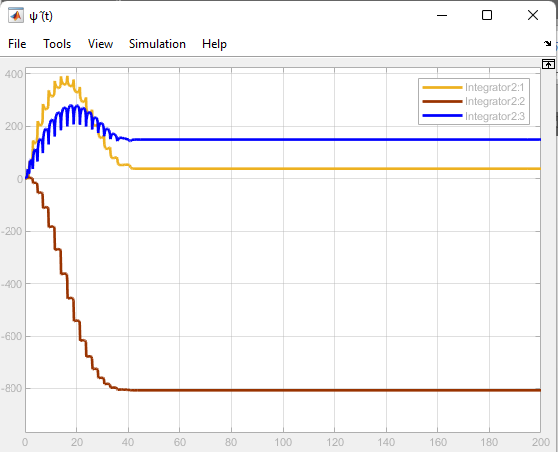 ψ̃(t)
File Tools View Simulation Help
400
200
0
-200
-400
-600
-800
0 20 40 60 80 100 120 140 160 180 200
Integrator2:1
Integrator2:2
Integrator2:3